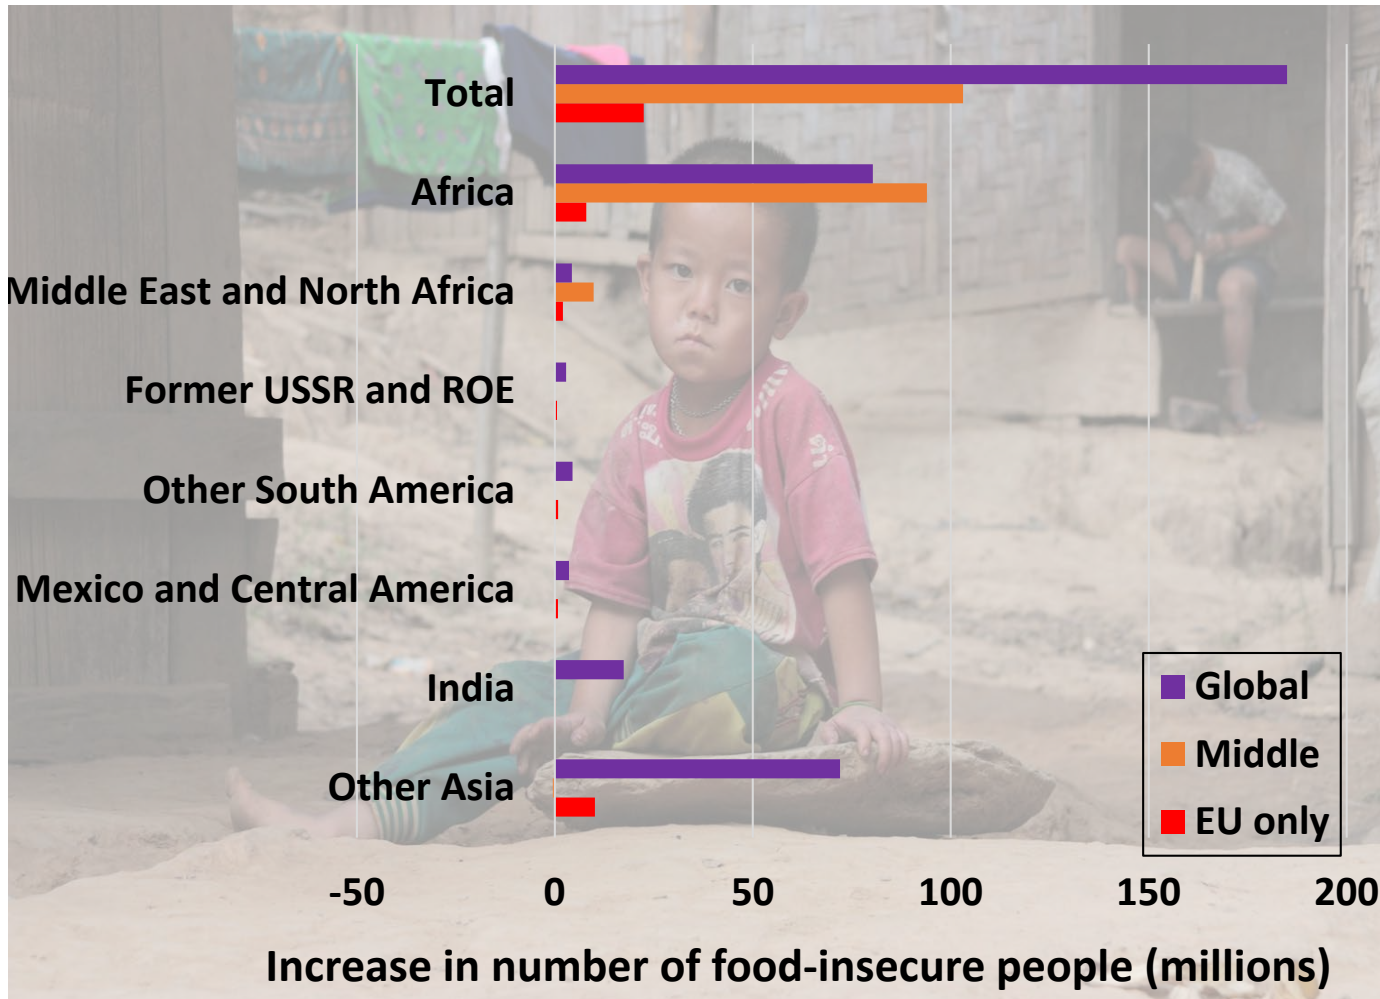 Total
Africa
Middle East and North Africa
Former USSR and ROE
Other South America
Mexico and Central America
India
Other Asia
Global
Middle
EU only
-50 0 50 100 150 200
Increase in number of food-insecure people (millions)